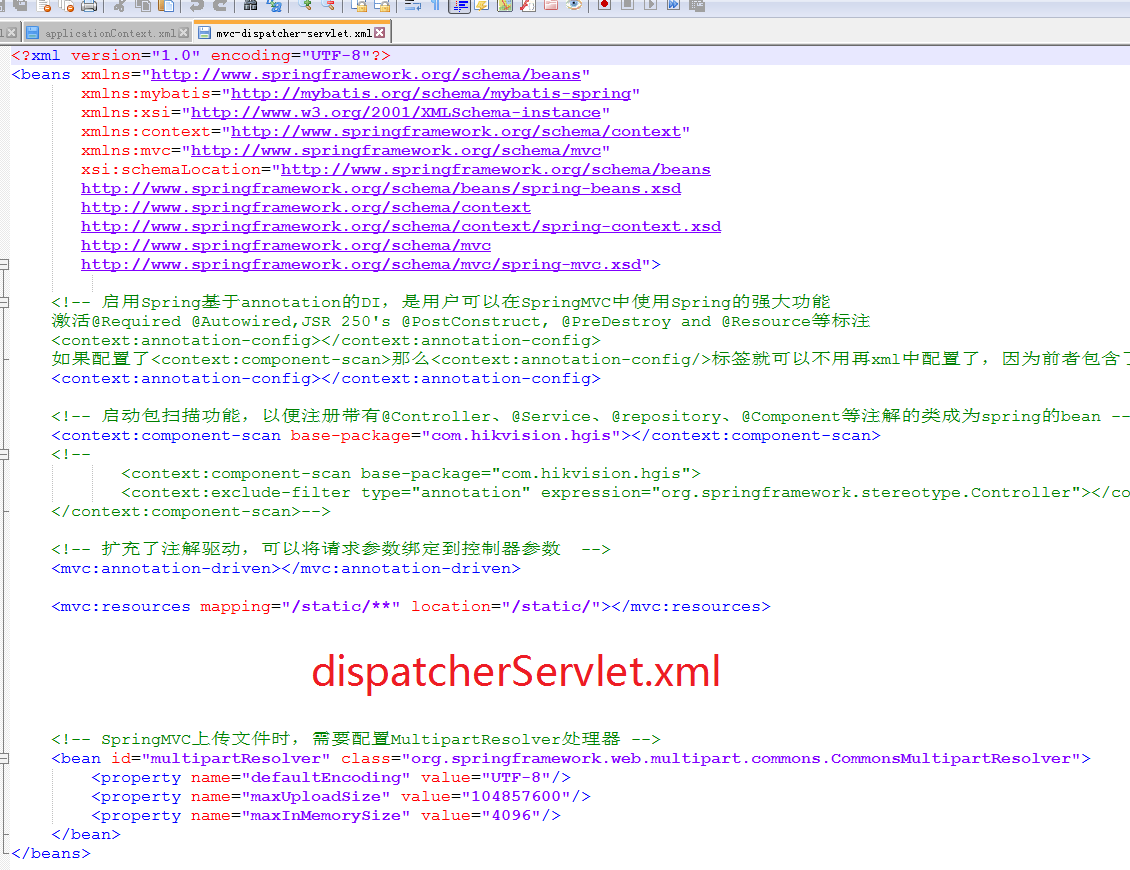 applicationContext.xml mvc-dispatcher-servlet.xml
<?xml version="1.0" encoding="UTF-8"?>
<beans xmlns="http://www.springframework.org/schema/beans"
xmlns:mybatis="http://mybatis.org/schema/mybatis-spring"
xmlns:xsi="http://www.w3.org/2001/XMLSchema-instance"
xmlns:context="http://www.springframework.org/schema/context"
xmlns:mvc="http://www.springframework.org/schema/mvc"
xsi:schemaLocation="http://www.springframework.org/schema/beans
http://www.springframework.org/schema/beans/spring-beans.xsd
http://www.springframework.org/schema/context
http://www.springframework.org/schema/context/spring-context.xsd
http://www.springframework.org/schema/mvc
http://www.springframework.org/schema/mvc/spring-mvc.xsd">
<!-- 启用Spring基于annotation的DI, 是用户可以在SpringMVC中使用Spring的强大功能
激活@Required @Autowired,JSR 250's @PostConstruct, @PreDestroy and @Resource等标注
<context:annotation-config></context:annotation-config>
如果配置了<context:component-scan>那么<context:annotation-config/>标签就可以不用再xml中配置了, 因为前者包含了
<context:annotation-config></context:annotation-config>
<!-- 启动包扫描功能, 以便注册带有@Controller、@Service、@repository、@Component等注解的类成为spring的bean --
<context:component-scan base-package="com.hikvision.hgis"></context:component-scan>
<!--
<context:component-scan base-package="com.hikvision.hgis">
<context:exclude-filter type="annotation" expression="org.springframework.stereotype.Controller"></co
</context:component-scan>-->
<!-- 扩充了注解驱动, 可以将请求参数绑定到控制器参数 -->
<mvc:annotation-driven></mvc:annotation-driven>
<mvc:resources mapping="/static/**" location="/static/"></mvc:resources>
dispatcherServlet.xml
<!-- SpringMVC上传文件时, 需要配置MultipartResolver处理器 -->
<bean id="multipartResolver" class="org.springframework.web.multipart.commons.CommonsMultipartResolver">
<property name="defaultEncoding" value="UTF-8"/>
<property name="maxUploadSize" value="104857600"/>
<property name="maxInMemorySize" value="4096"/>
</bean>
</beans>